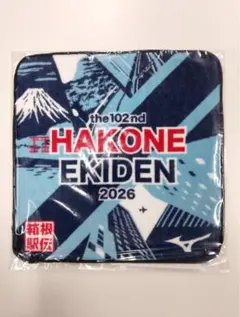 the 102nd
HAKONE
EKIDEN
2026
箱根
駅伝